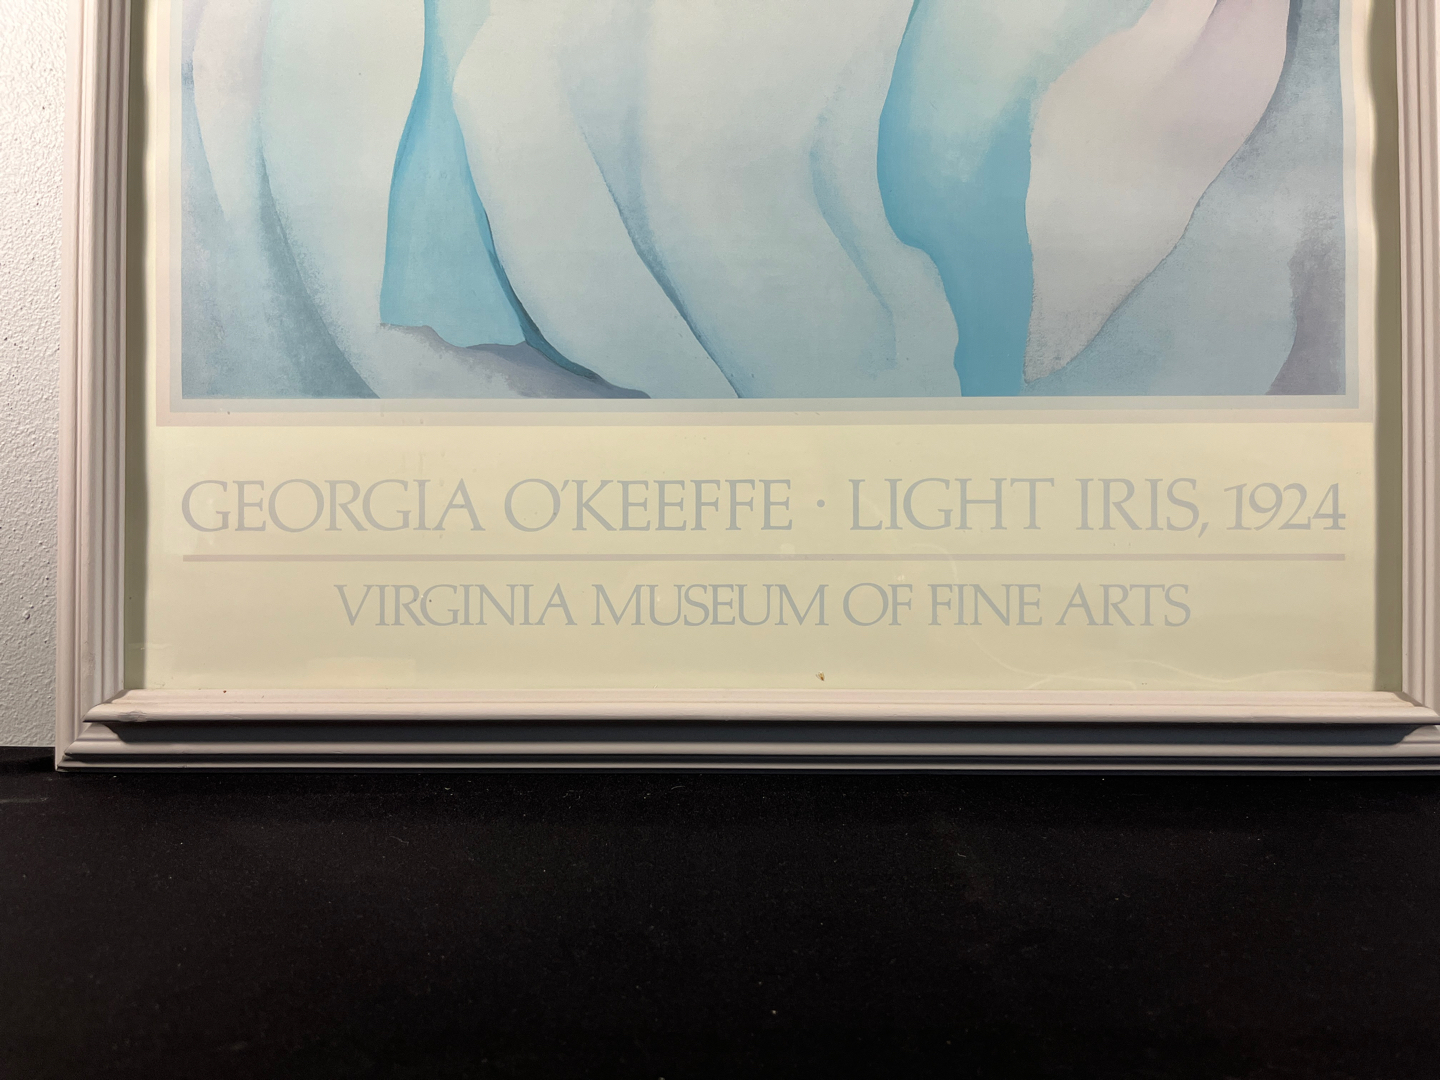 GEORGIA O'KEEFFE · LIGHT IRIS, 1924
VIRGINIA MUSEUM OF FINE ARTS